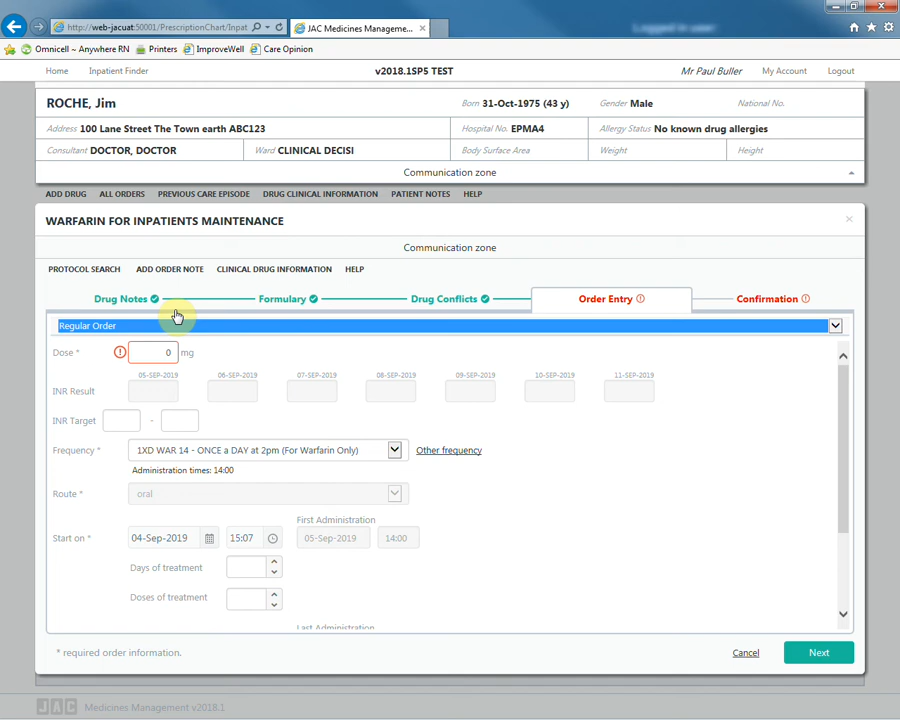 http://web-jacuat:50001/PrescriptionChart/Inpat
JAC Medicines Manageme...
Logged in user:
Omnicell ~ Anywhere RN Printers ImproveWell Care Opinion
Home Inpatient Finder v2018.1SP5 TEST Mr Paul Buller My Account Logout
ROCHE, Jim Born 31-Oct-1975 (43 y) Gender Male National No.
Address 100 Lane Street The Town earth ABC123 Hospital No. EPMA4 Allergy Status No known drug allergies
Consultant DOCTOR, DOCTOR Ward CLINICAL DECISI Body Surface Area Weight Height
Communication zone
ADD DRUG ALL ORDERS PREVIOUS CARE EPISODE DRUG CLINICAL INFORMATION PATIENT NOTES HELP
WARFARIN FOR INPATIENTS MAINTENANCE
Communication zone
PROTOCOL SEARCH ADD ORDER NOTE CLINICAL DRUG INFORMATION HELP
Drug Notes Formulary Drug Conflicts Order Entry Confirmation
Regular Order
Dose * 0 mg
05-SEP-2019 06-SEP-2019 07-SEP-2019 08-SEP-2019 09-SEP-2019 10-SEP-2019 11-SEP-2019
INR Result
INR Target -
Frequency * 1XD WAR 14 - ONCE a DAY at 2pm (For Warfarin Only) Other frequency
Administration times: 14:00
Route * oral
First Administration
Start on * 04-Sep-2019 15:07 05-Sep-2019 14:00
Days of treatment
Doses of treatment
Last Administration
* required order information. Cancel Next
JAC Medicines Management v2018.1